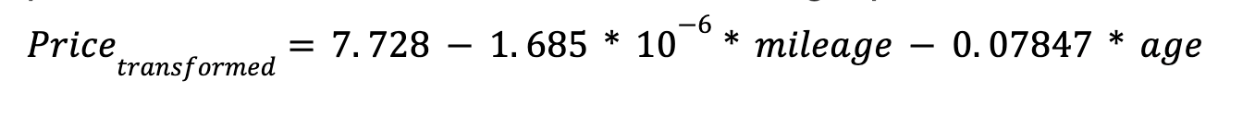 Price_transformed = 7.728 − 1.685 * 10^−6 * mileage − 0.07847 * age